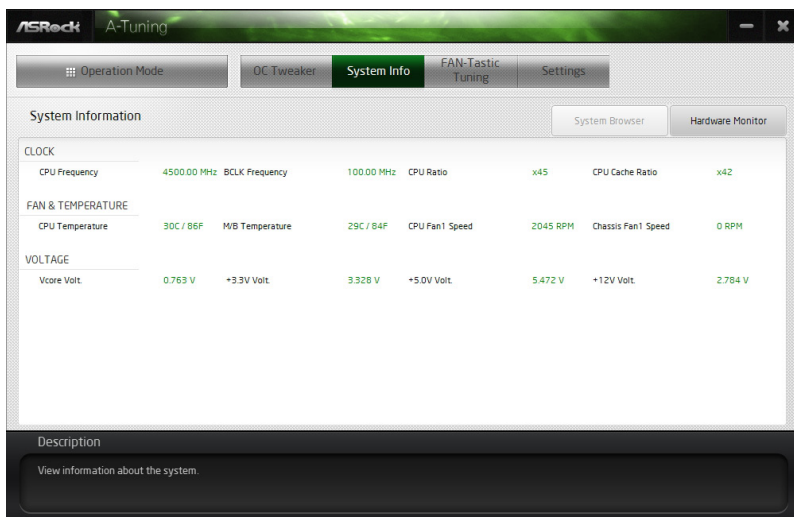 ASRock A-Tuning
Operation Mode OC Tweaker System Info FAN-Tastic Tuning Settings
System Information System Browser Hardware Monitor
CLOCK
CPU Frequency 4500.00 MHz BCLK Frequency 100.00 MHz CPU Ratio x45 CPU Cache Ratio x42
FAN & TEMPERATURE
CPU Temperature 30C / 86F M/B Temperature 29C / 84F CPU Fan1 Speed 2045 RPM Chassis Fan1 Speed 0 RPM
VOLTAGE
Vcore Volt. 0.763 V +3.3V Volt. 3.328 V +5.0V Volt. 5.472 V +12V Volt. 2.784 V
Description
View information about the system.